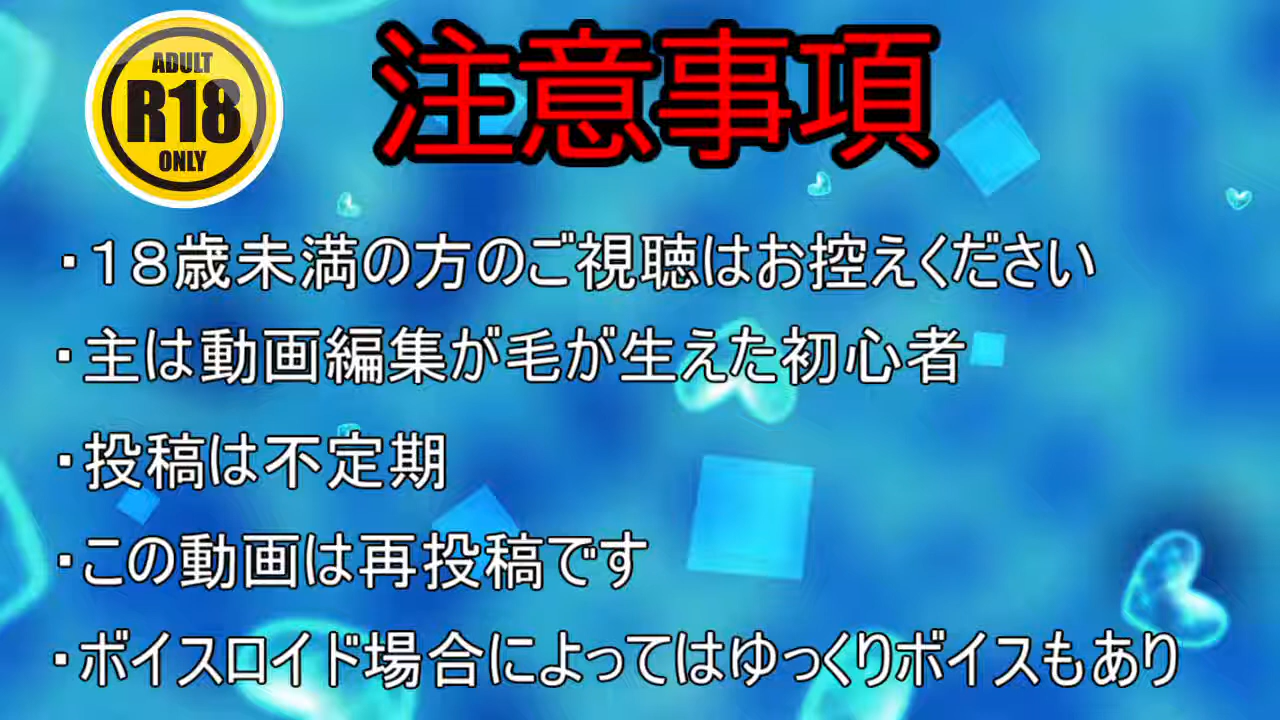 ADULT
R18
ONLY
注意事項
・１８歳未満の方のご視聴はお控えください
・主は動画編集が毛が生えた初心者
・投稿は不定期
・この動画は再投稿です
・ボイスロイド場合によってはゆっくりボイスもあり